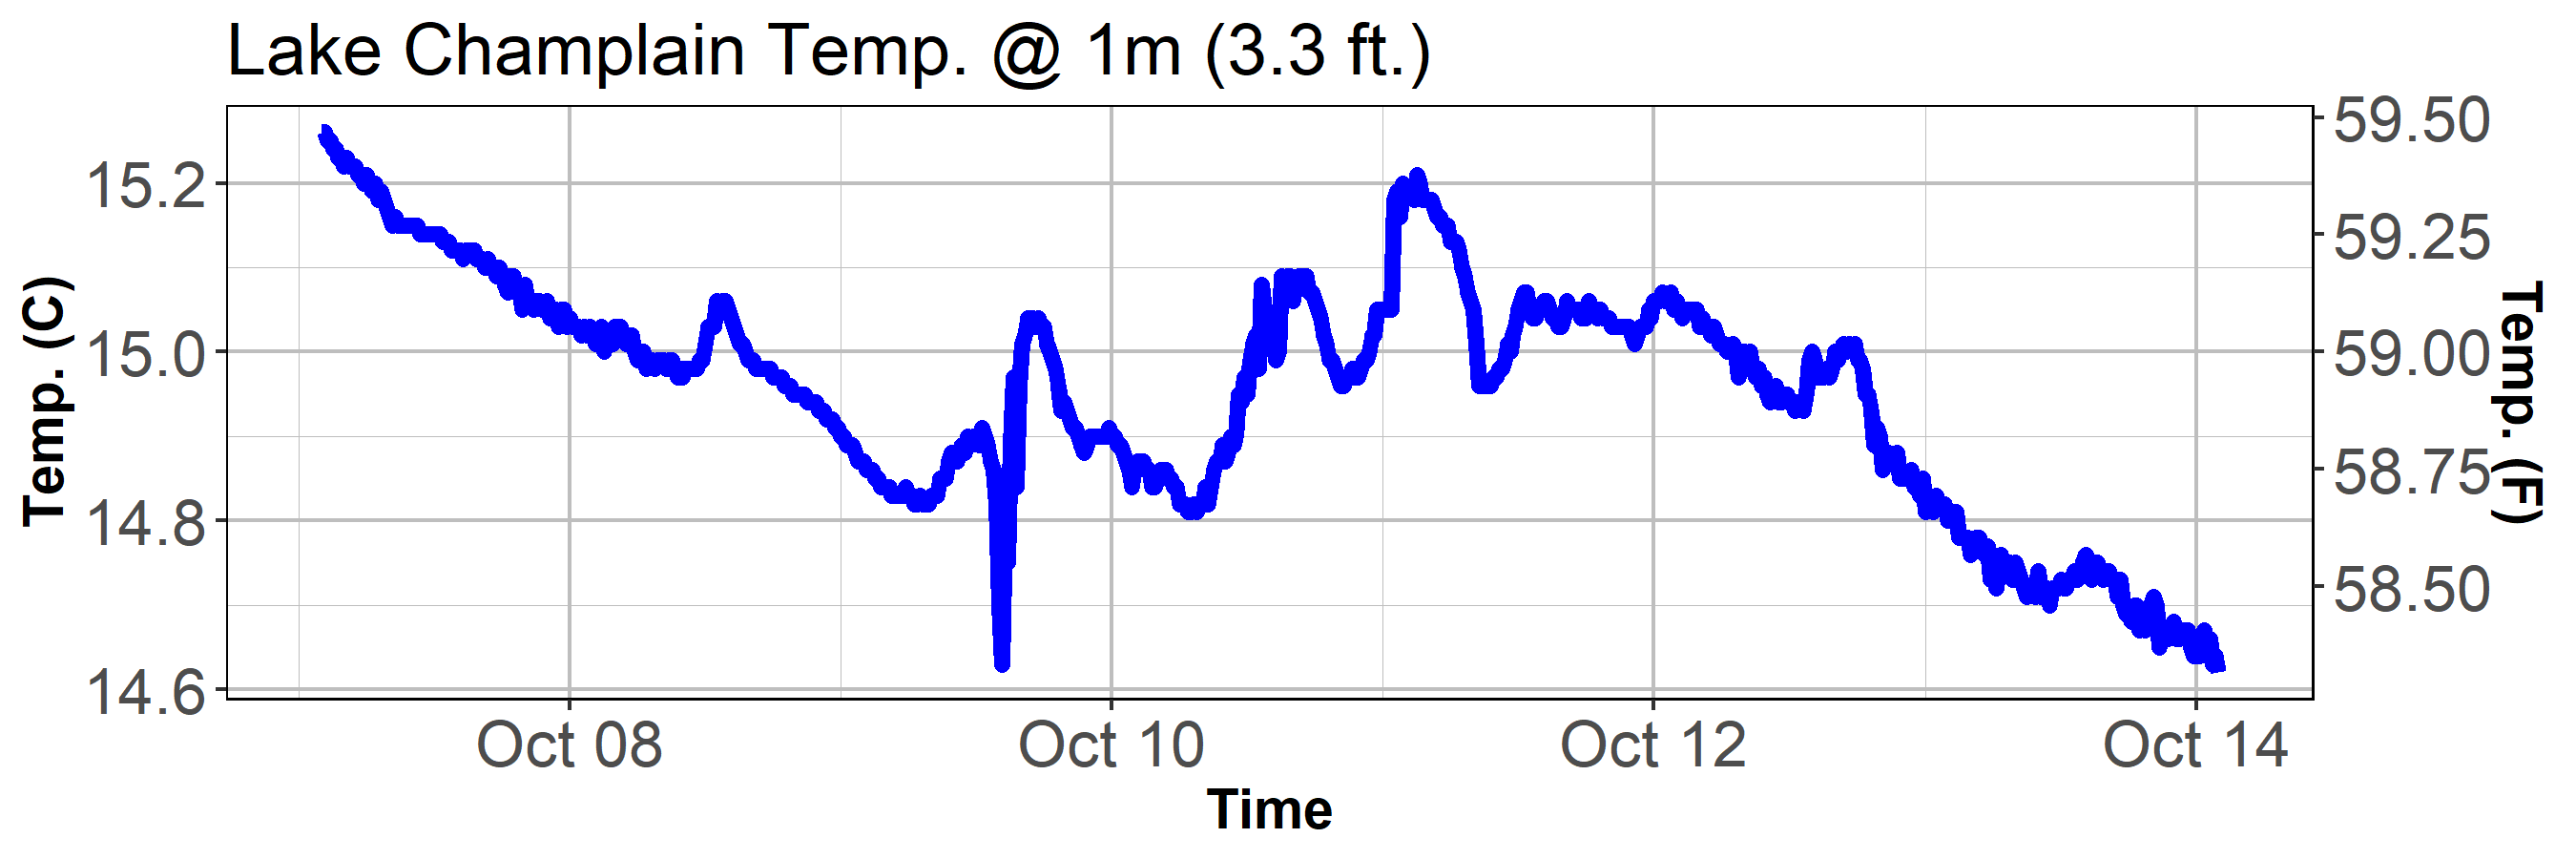 Lake Champlain Temp. @ 1m (3.3 ft.)
Temp. (C)
15.2
15.0
14.8
14.6
59.50
59.25
59.00
58.75
58.50
Temp. (F)
Oct 08 Oct 10 Oct 12 Oct 14
Time